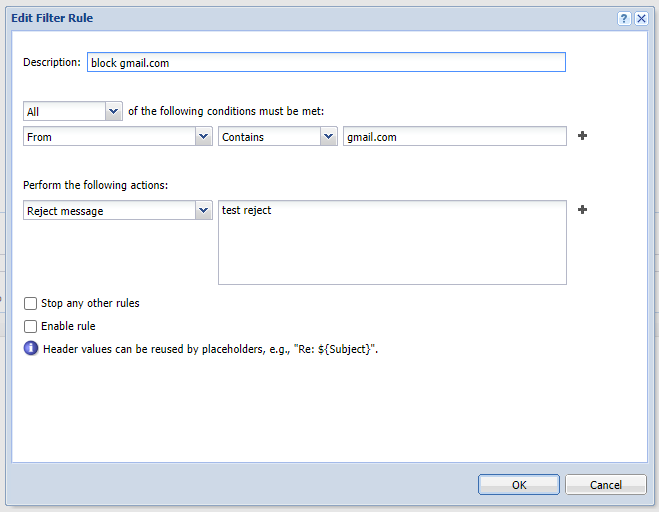 Edit Filter Rule
Description: block gmail.com
All of the following conditions must be met:
From Contains gmail.com
Perform the following actions:
Reject message test reject
Stop any other rules
Enable rule
Header values can be reused by placeholders, e.g., "Re: ${Subject}".
OK Cancel